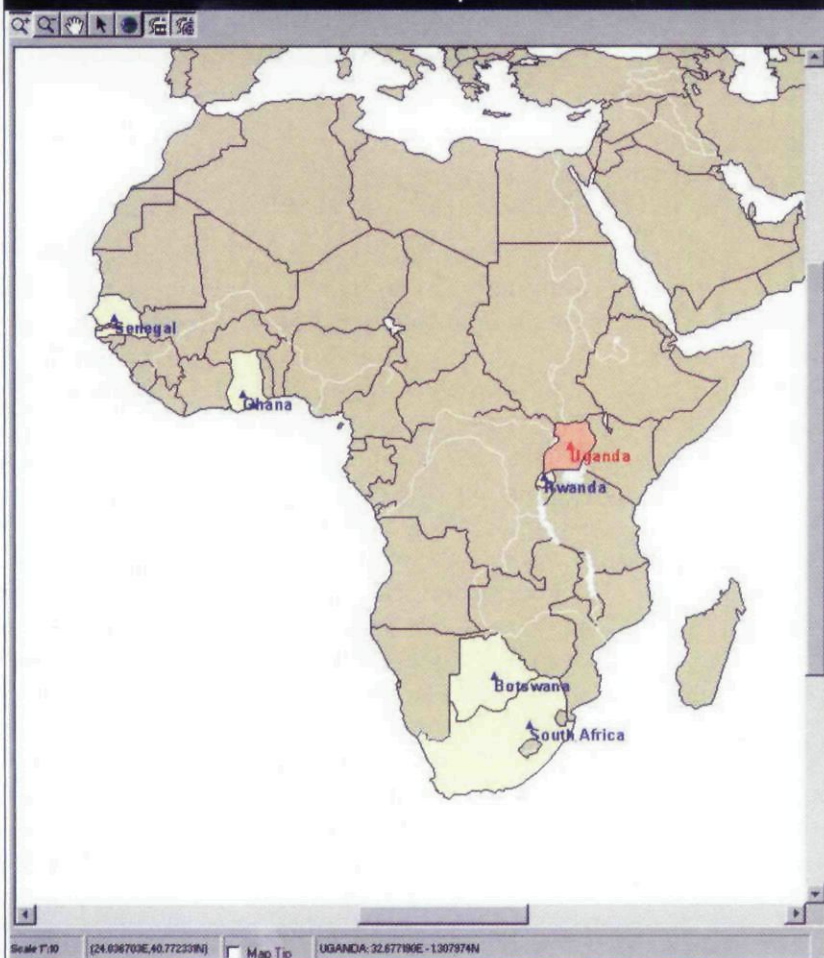 Senegal
Ghana
Uganda
Rwanda
Botswana
South Africa
Scale 1":10 (24.036703E,40.772331N) Map Tip UGANDA: 32.677190E - 1.307974N